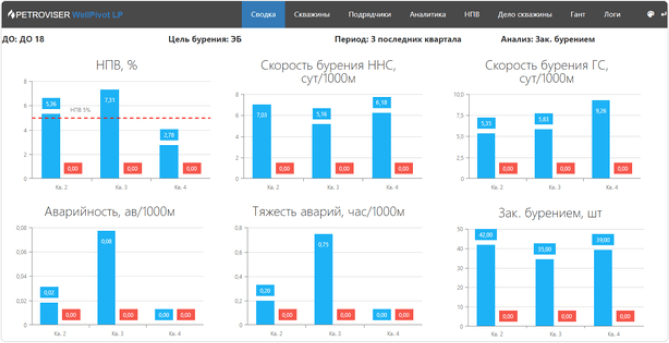 PETROVISER WellPivot LP Сводка Скважины Подрядчики Аналитика НПВ Дело скважины Гант Логи
ДО: ДО 18 Цель бурения: ЭБ Период: 3 последних квартала Анализ: Зак. бурением
НПВ, %
8
6
4
2
0
5,36
7,31
2,78
НПВ 5%
0,00
0,00
0,00
Кв. 2
Кв. 3
Кв. 4
Скорость бурения ННС,
сут/1000м
8
6
4
2
0
7,03
5,16
6,18
0,00
0,00
0,00
Кв. 2
Кв. 3
Кв. 4
Скорость бурения ГС,
сут/1000м
10,0
7,5
5,0
2,5
0,0
5,35
5,83
9,26
0,00
0,00
0,00
Кв. 2
Кв. 3
Кв. 4
Аварийность, ав/1000м
0,08
0,06
0,04
0,02
0,00
0,02
0,08
0,00
0,00
0,00
0,00
Кв. 2
Кв. 3
Кв. 4
Тяжесть аварий, час/1000м
0,8
0,6
0,4
0,2
0,0
0,20
0,75
0,00
0,00
0,00
0,00
Кв. 2
Кв. 3
Кв. 4
Зак. бурением, шт
50
40
30
20
10
0
42,00
35,00
39,00
0,00
0,00
0,00
Кв. 2
Кв. 3
Кв. 4